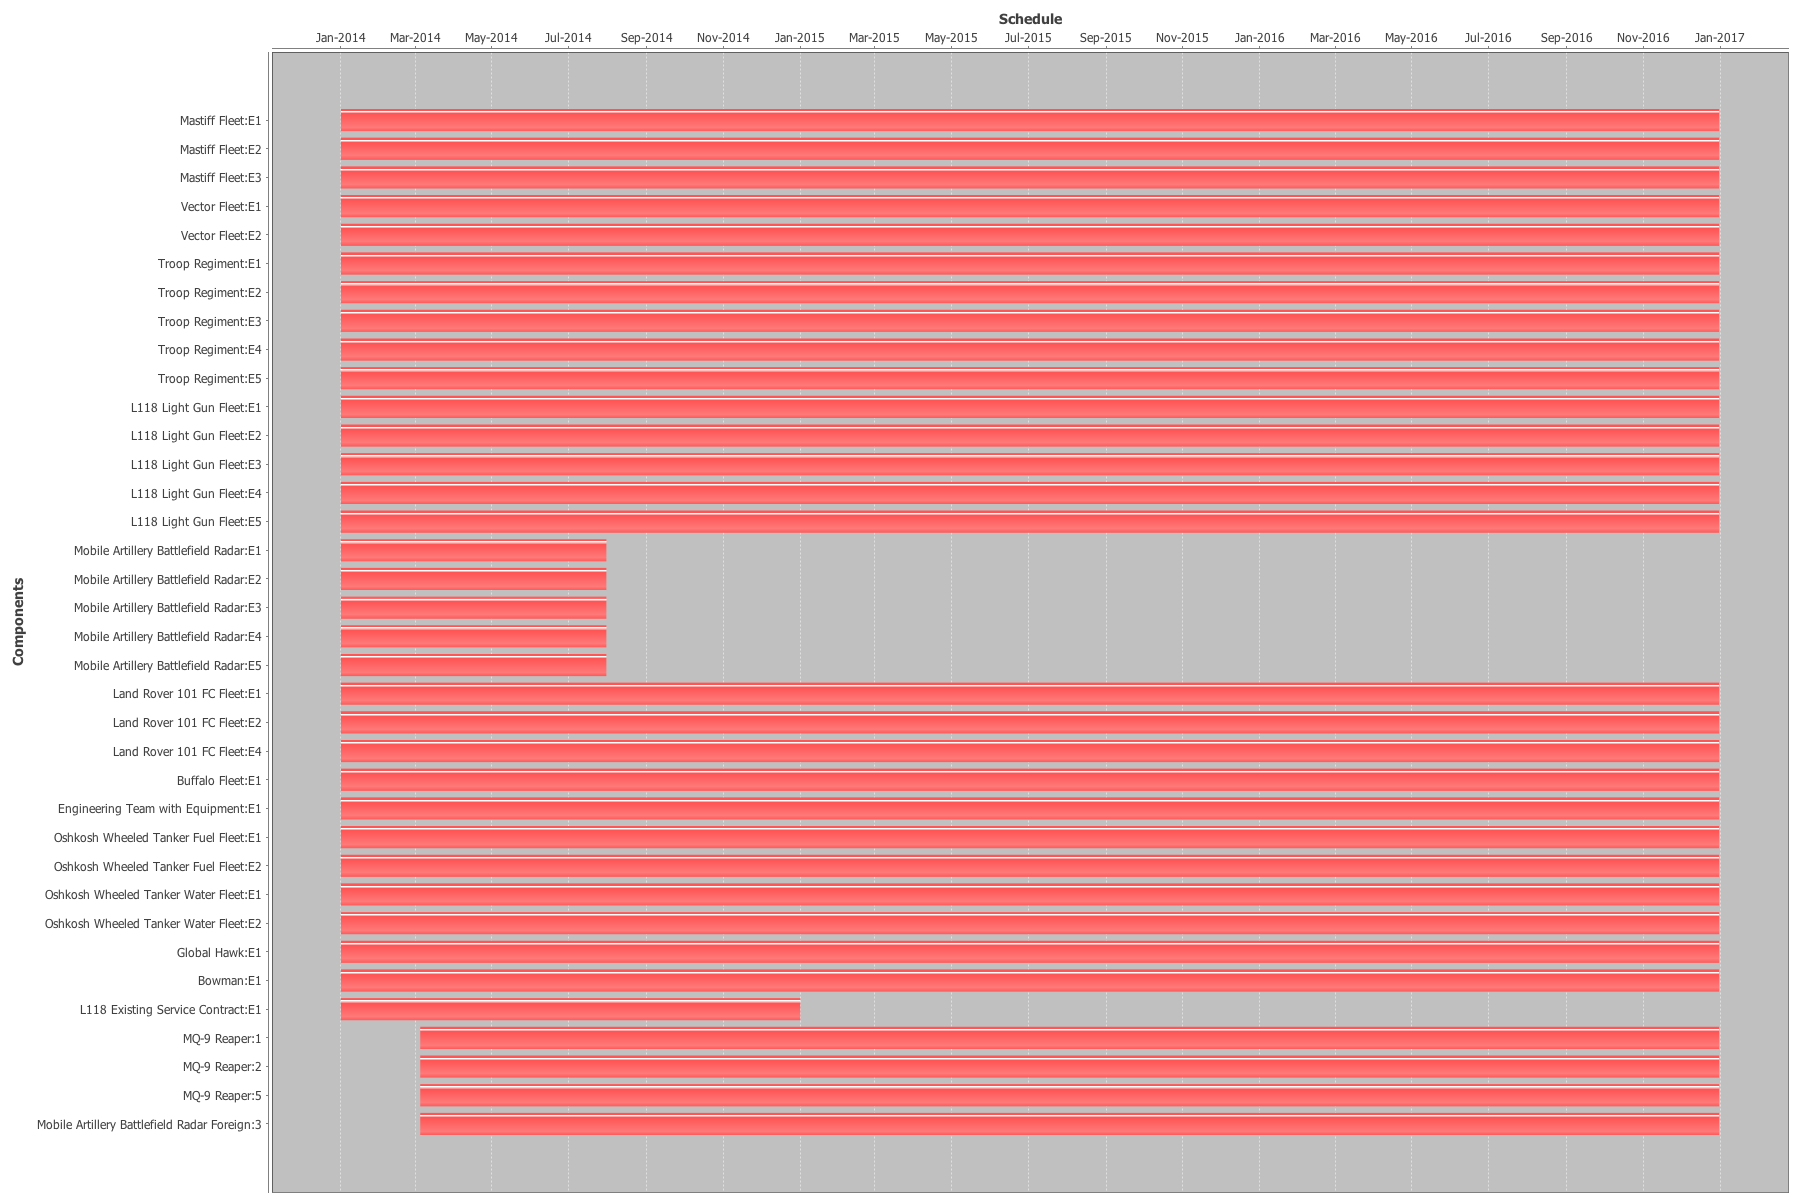 Schedule
Jan-2014 Mar-2014 May-2014 Jul-2014 Sep-2014 Nov-2014 Jan-2015 Mar-2015 May-2015 Jul-2015 Sep-2015 Nov-2015 Jan-2016 Mar-2016 May-2016 Jul-2016 Sep-2016 Nov-2016 Jan-2017
Components
Mastiff Fleet:E1
Mastiff Fleet:E2
Mastiff Fleet:E3
Vector Fleet:E1
Vector Fleet:E2
Troop Regiment:E1
Troop Regiment:E2
Troop Regiment:E3
Troop Regiment:E4
Troop Regiment:E5
L118 Light Gun Fleet:E1
L118 Light Gun Fleet:E2
L118 Light Gun Fleet:E3
L118 Light Gun Fleet:E4
L118 Light Gun Fleet:E5
Mobile Artillery Battlefield Radar:E1
Mobile Artillery Battlefield Radar:E2
Mobile Artillery Battlefield Radar:E3
Mobile Artillery Battlefield Radar:E4
Mobile Artillery Battlefield Radar:E5
Land Rover 101 FC Fleet:E1
Land Rover 101 FC Fleet:E2
Land Rover 101 FC Fleet:E4
Buffalo Fleet:E1
Engineering Team with Equipment:E1
Oshkosh Wheeled Tanker Fuel Fleet:E1
Oshkosh Wheeled Tanker Fuel Fleet:E2
Oshkosh Wheeled Tanker Water Fleet:E1
Oshkosh Wheeled Tanker Water Fleet:E2
Global Hawk:E1
Bowman:E1
L118 Existing Service Contract:E1
MQ-9 Reaper:1
MQ-9 Reaper:2
MQ-9 Reaper:5
Mobile Artillery Battlefield Radar Foreign:3